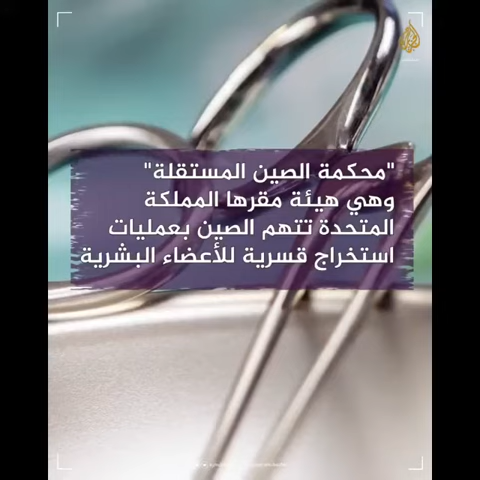 "محكمة الصين المستقلة"
وهي هيئة مقرها المملكة
المتحدة تتهم الصين بعمليات
استخراج قسرية للأعضاء البشرية